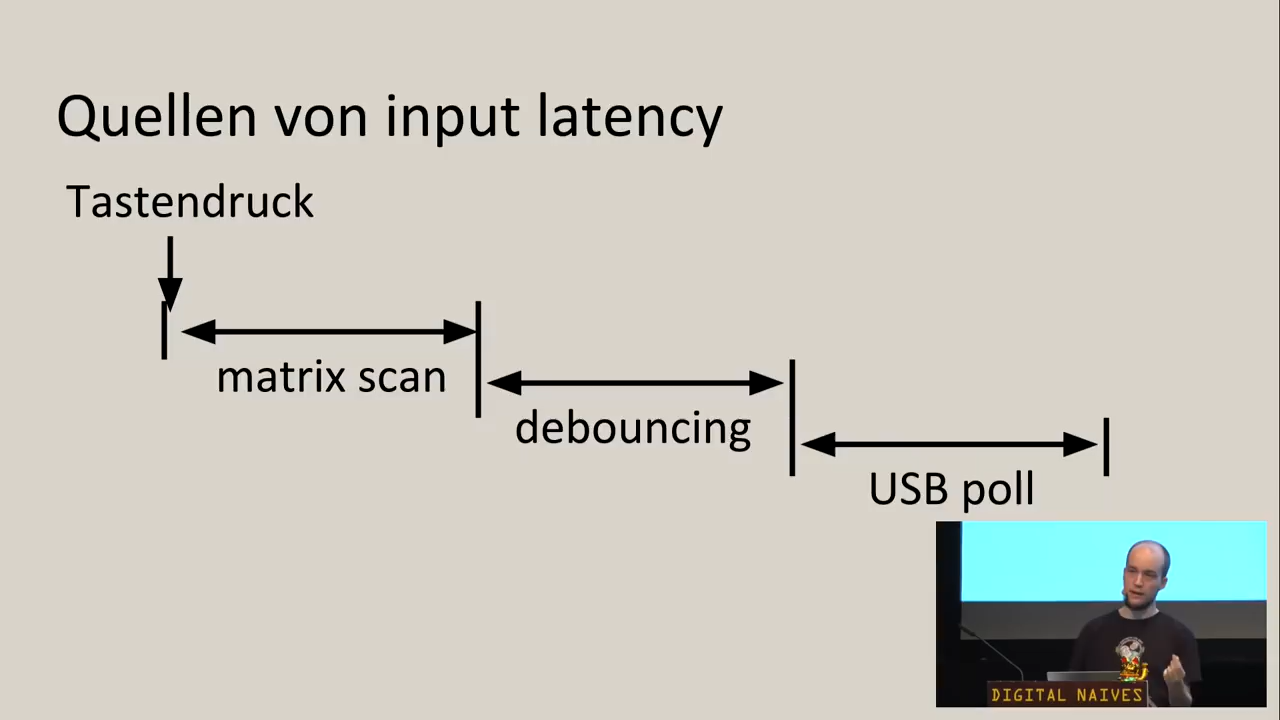 Quellen von input latency
Tastendruck
matrix scan
debouncing
USB poll
DIGITAL NAIVES